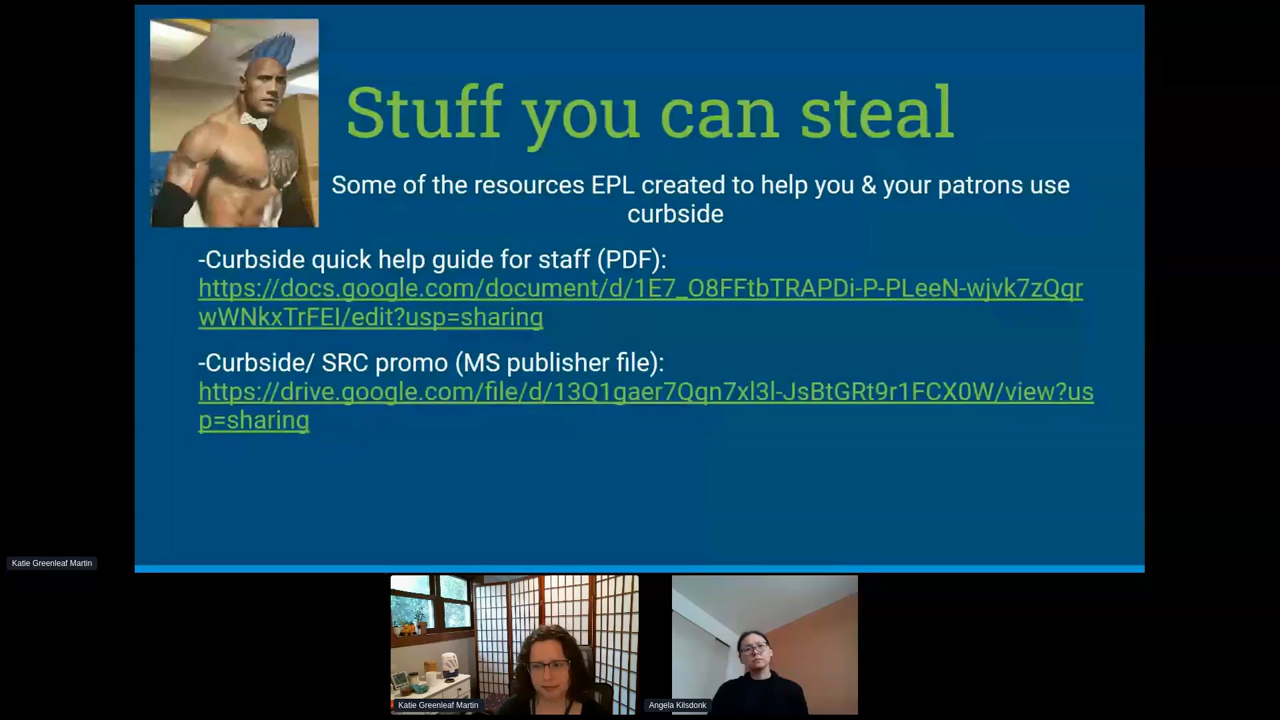 Stuff you can steal
Some of the resources EPL created to help you & your patrons use
curbside
-Curbside quick help guide for staff (PDF):
https://docs.google.com/document/d/1E7_O8FFtbTRAPDi-P-PLeeN-wjvk7zQqr
wWNkxTrFEI/edit?usp=sharing
-Curbside/ SRC promo (MS publisher file):
https://drive.google.com/file/d/13Q1gaer7Qqn7xl3l-JsBtGRt9r1FCX0W/view?us
p=sharing
Katie Greenleaf Martin
Katie Greenleaf Martin
Angela Kilsdonk